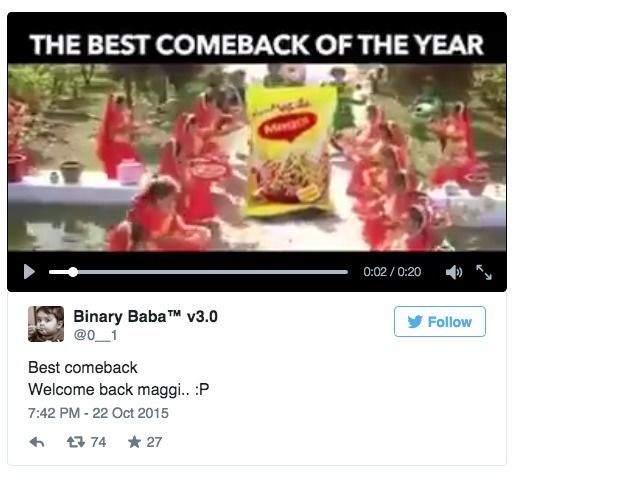 THE BEST COMEBACK OF THE YEAR
Maggi
0:02 / 0:20
Binary Baba™ v3.0
@0__1
Follow
Best comeback
Welcome back maggi.. :P
7:42 PM - 22 Oct 2015
74
27